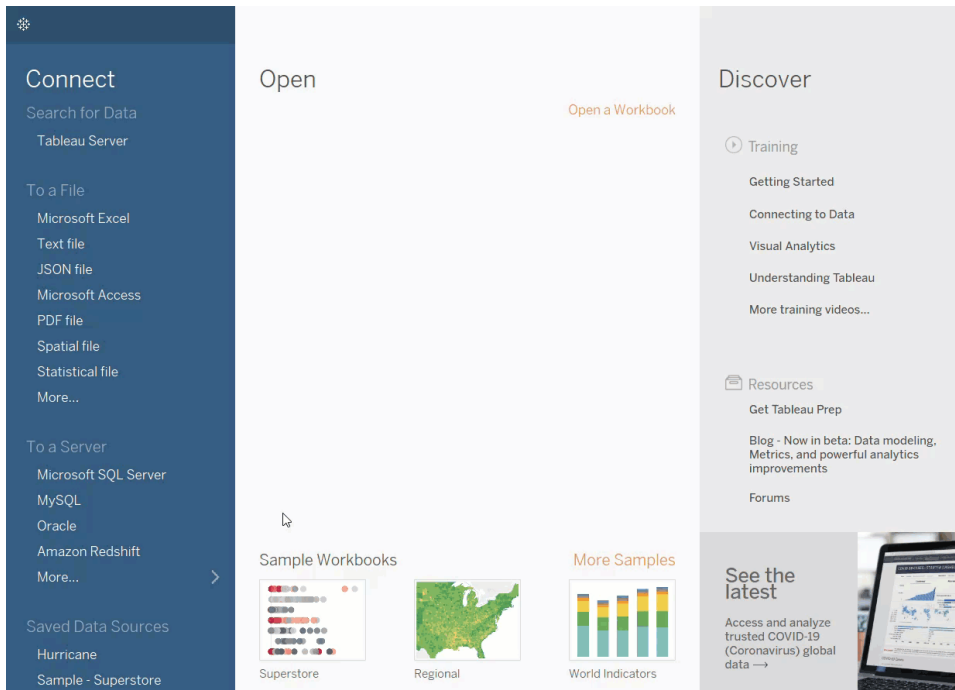 Connect
Search for Data
Tableau Server
To a File
Microsoft Excel
Text file
JSON file
Microsoft Access
PDF file
Spatial file
Statistical file
More...
To a Server
Microsoft SQL Server
MySQL
Oracle
Amazon Redshift
More...
Saved Data Sources
Hurricane
Sample - Superstore
Open
Open a Workbook
Sample Workbooks
More Samples
Superstore
Regional
World Indicators
Discover
Training
Getting Started
Connecting to Data
Visual Analytics
Understanding Tableau
More training videos...
Resources
Get Tableau Prep
Blog - Now in beta: Data modeling,
Metrics, and powerful analytics
improvements
Forums
See the
latest
Access and analyze
trusted COVID-19
(Coronavirus) global
data →